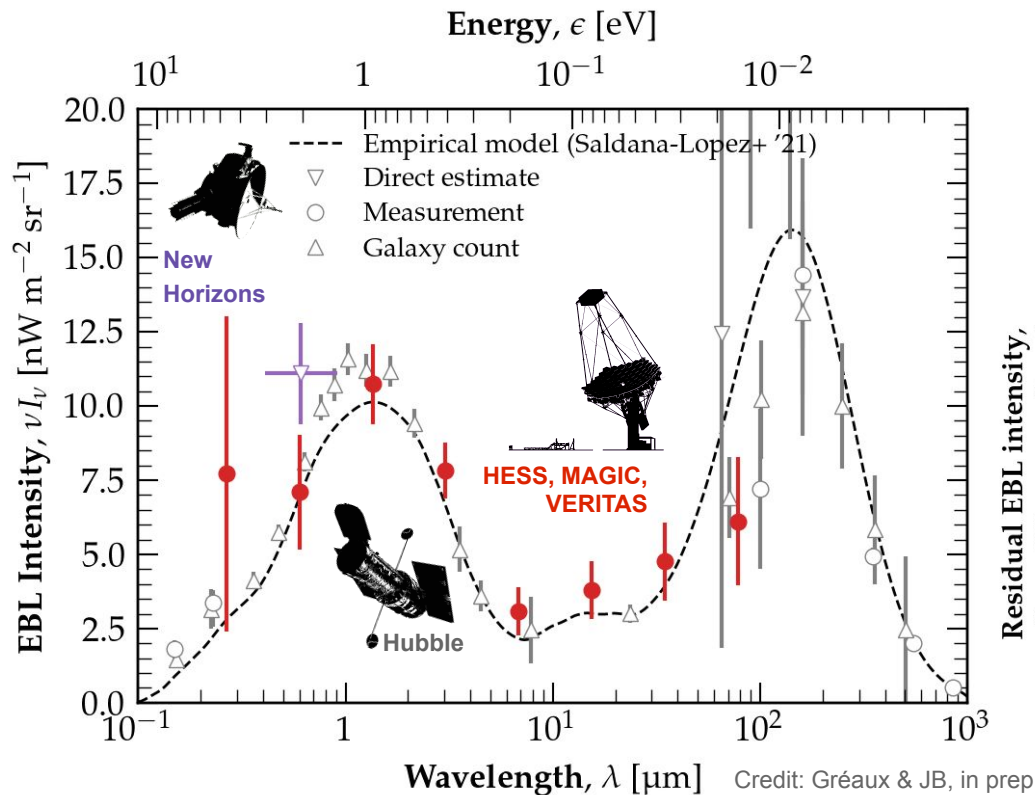 Energy, ϵ [eV]
10¹ 1 10⁻¹ 10⁻²
20.0
17.5
15.0
12.5
10.0
7.5
5.0
2.5
0.0
EBL Intensity, νIν [nW m⁻² sr⁻¹]
Empirical model (Saldana-Lopez+ '21)
Direct estimate
Measurement
Galaxy count
New
Horizons
HESS, MAGIC,
VERITAS
Hubble
Residual EBL intensity,
10⁻¹ 1 10¹ 10² 10³
Wavelength, λ [µm]
Credit: Gréaux & JB, in prep